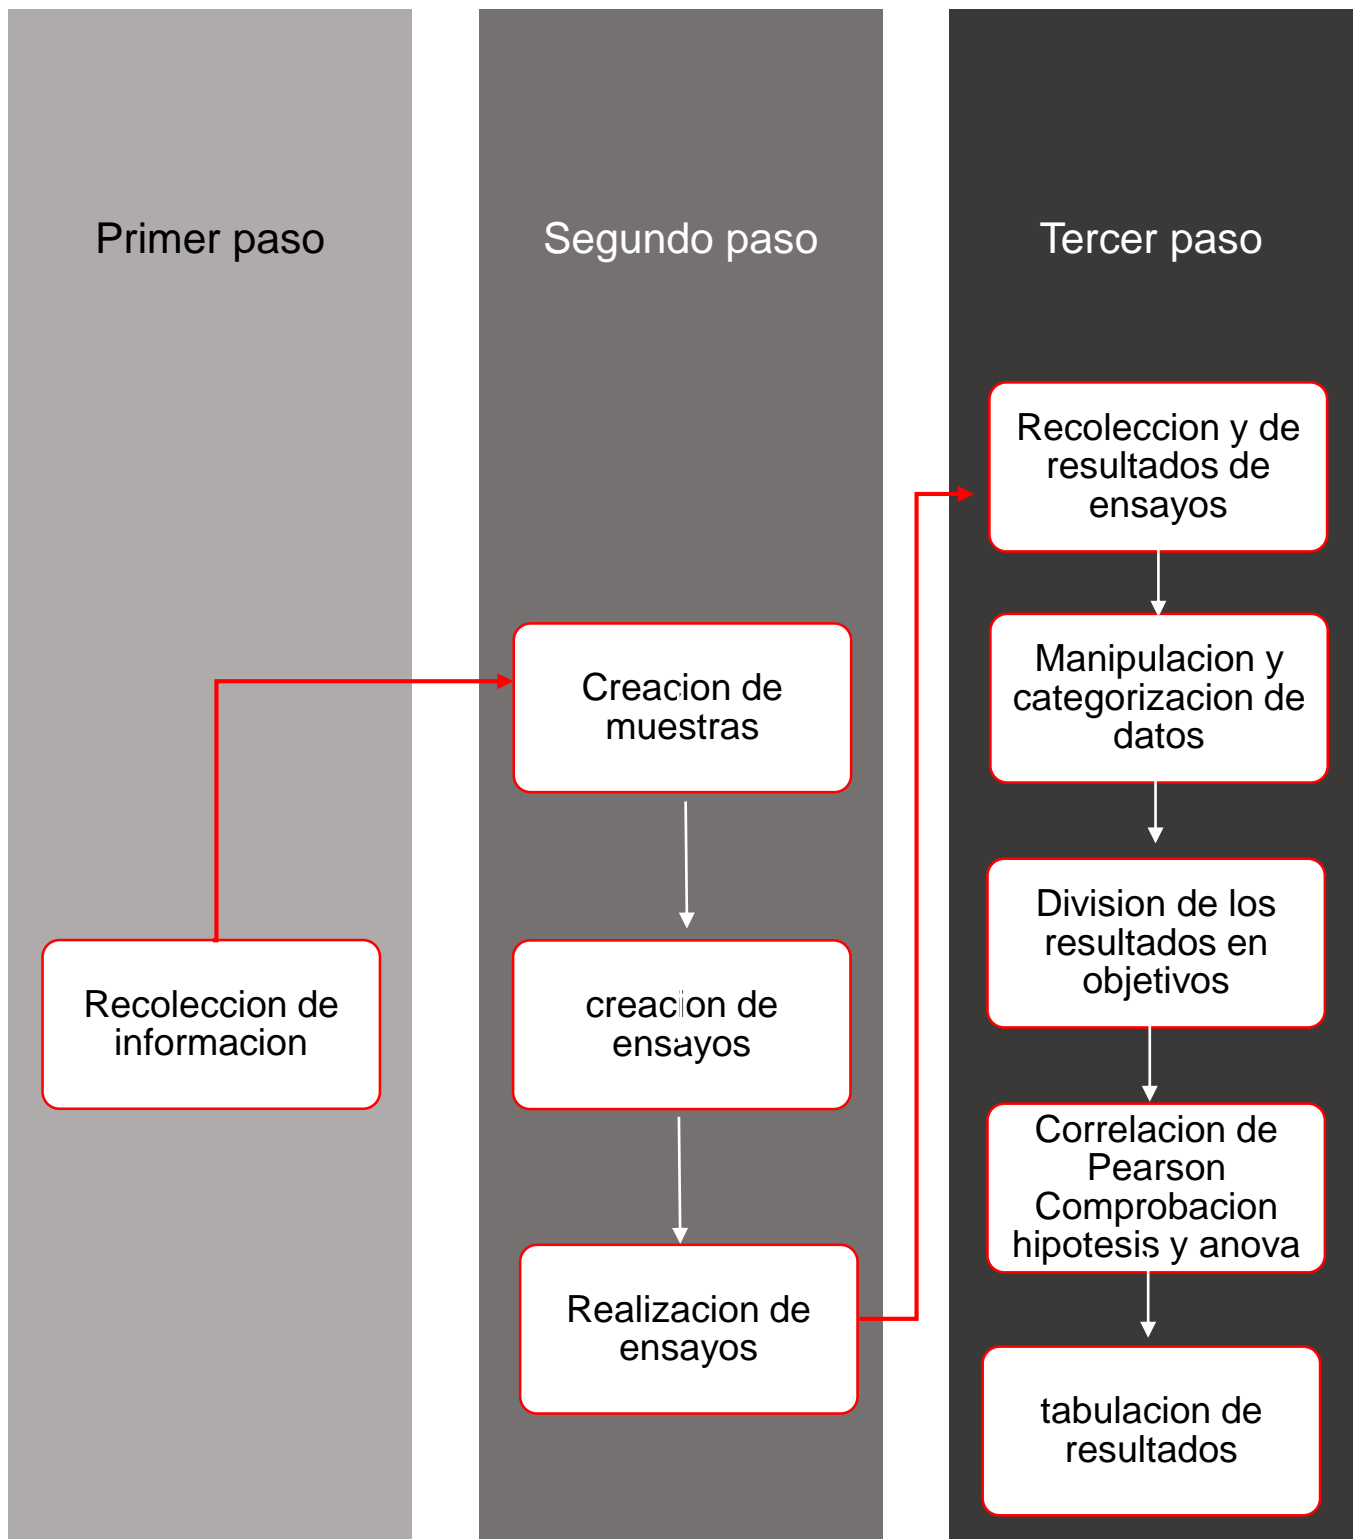 Primer paso
Recoleccion de
informacion
Segundo paso
Creacion de
muestras
creacion de
ensayos
Realizacion de
ensayos
Tercer paso
Recoleccion y de
resultados de
ensayos
Manipulacion y
categorizacion de
datos
Division de los
resultados en
objetivos
Correlacion de
Pearson
Comprobacion
hipotesis y anova
tabulacion de
resultados